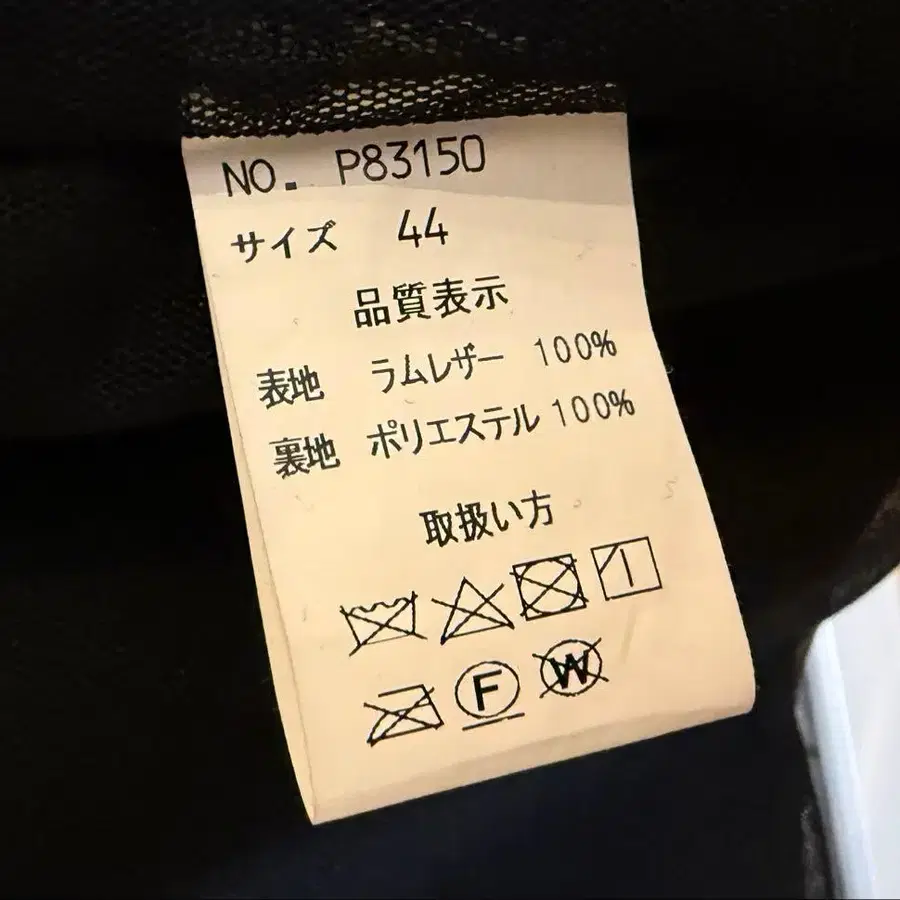 NO. P83150
サイズ 44
品質表示
表地 ラムレザー 100%
裏地 ポリエステル 100%
取扱い方
F W